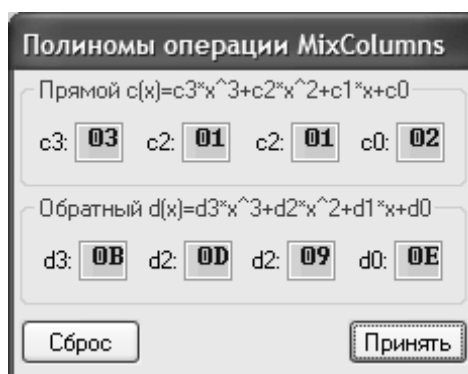 Полиномы операции MixColumns
Прямой c(x)=c3*x^3+c2*x^2+c1*x+c0
c3: 03 c2: 01 c2: 01 c0: 02
Обратный d(x)=d3*x^3+d2*x^2+d1*x+d0
d3: 0B d2: 0D d2: 09 d0: 0E
Сброс Принять